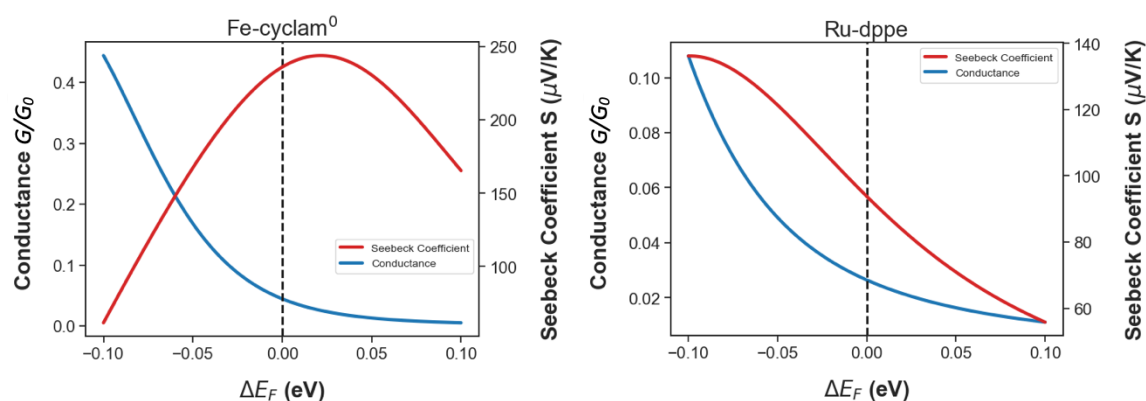 Fe-cyclam⁰
Conductance G/G₀
0.4
0.3
0.2
0.1
0.0
Seebeck Coefficient
Conductance
250
200
150
100
Seebeck Coefficient S (μV/K)
−0.10 −0.05 0.00 0.05 0.10
ΔE_F (eV)
Ru-dppe
Conductance G/G₀
0.10
0.08
0.06
0.04
0.02
Seebeck Coefficient
Conductance
140
120
100
80
60
Seebeck Coefficient S (μV/K)
−0.10 −0.05 0.00 0.05 0.10
ΔE_F (eV)